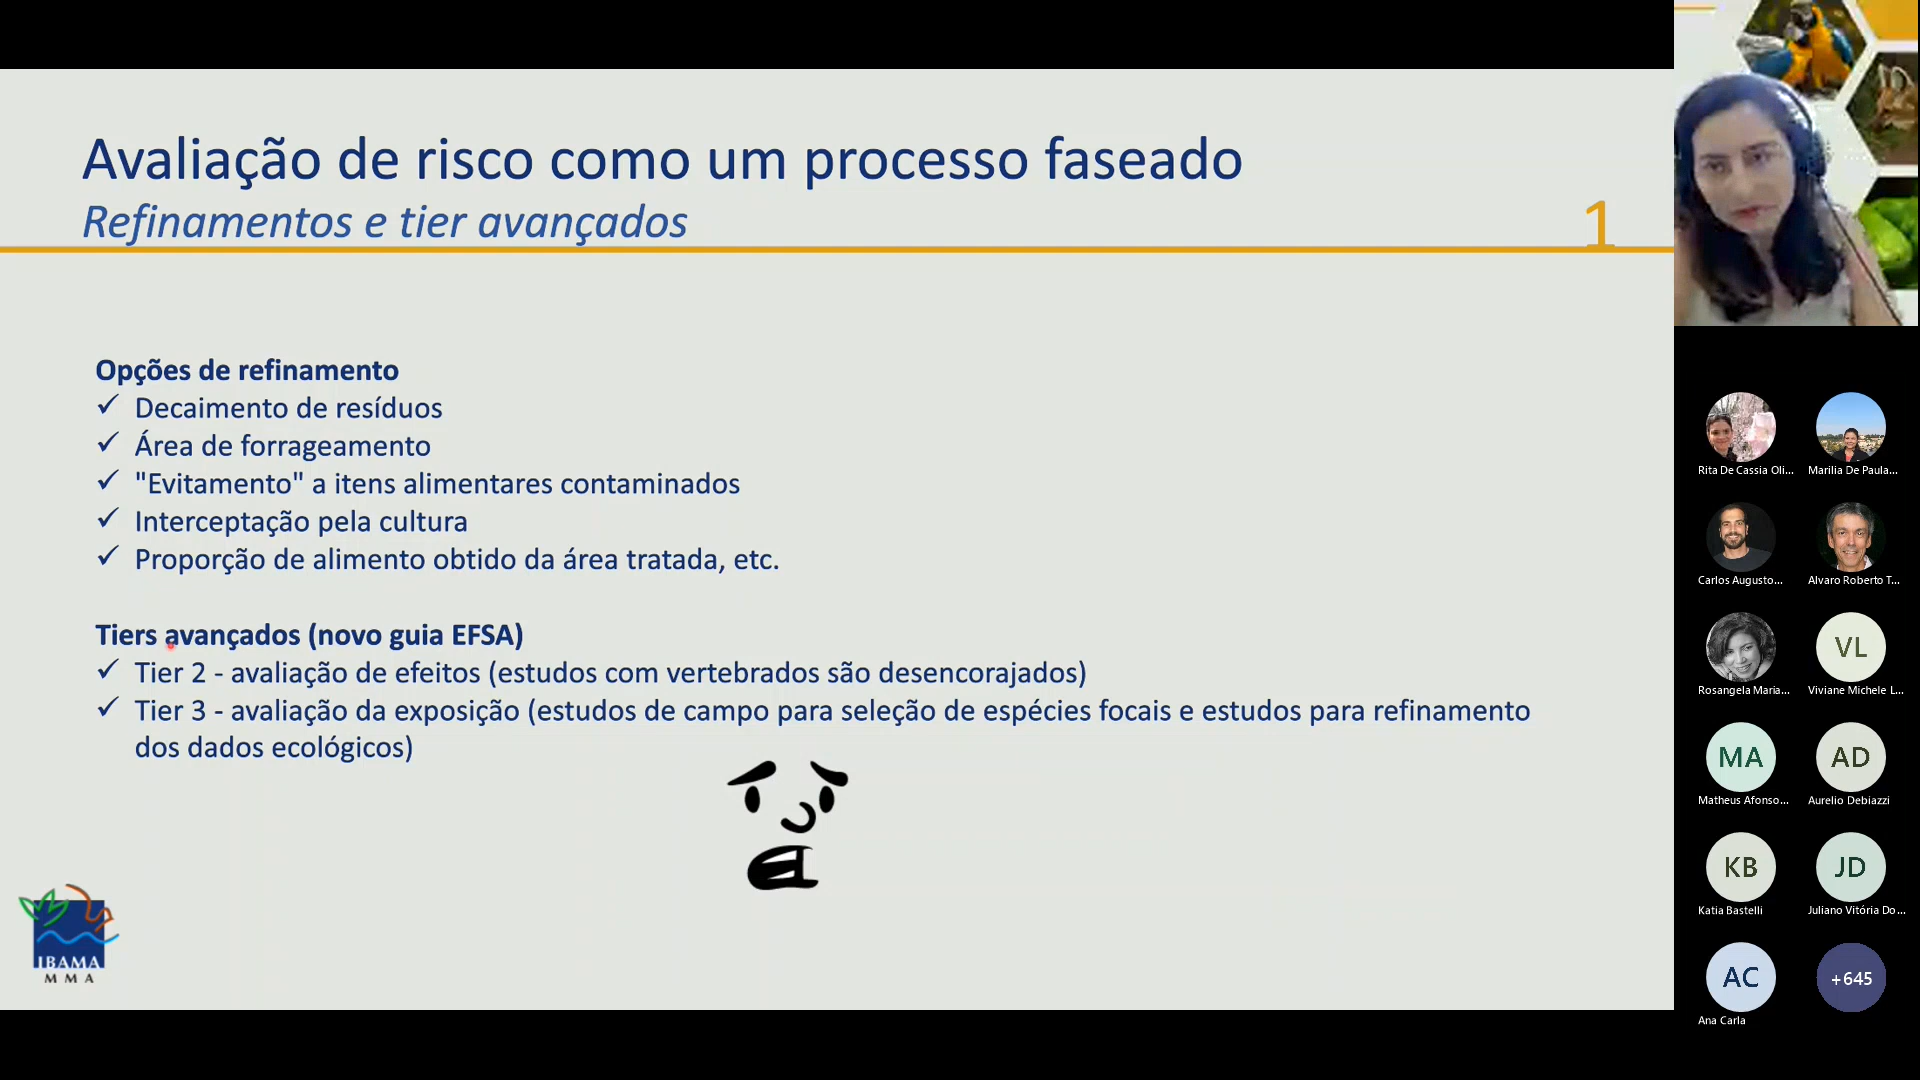 Avaliação de risco como um processo faseado
Refinamentos e tier avançados
1
Opções de refinamento
✓ Decaimento de resíduos
✓ Área de forrageamento
✓ "Evitamento" a itens alimentares contaminados
✓ Interceptação pela cultura
✓ Proporção de alimento obtido da área tratada, etc.
Tiers avançados (novo guia EFSA)
✓ Tier 2 - avaliação de efeitos (estudos com vertebrados são desencorajados)
✓ Tier 3 - avaliação da exposição (estudos de campo para seleção de espécies focais e estudos para refinamento
dos dados ecológicos)
IBAMA
MMA
Rita De Cassia Oli...
Marilia De Paula...
Carlos Augusto...
Alvaro Roberto T...
Rosangela Maria...
VL
Viviane Michele L...
MA
Matheus Afonso...
AD
Aurelio Debiazzi
KB
Katia Bastelli
JD
Juliano Vitória Do...
AC
Ana Carla
+645